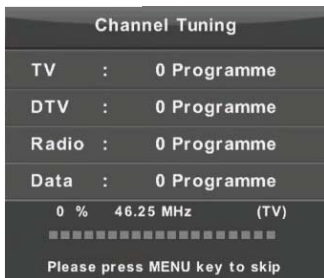 Channel Tuning
TV : 0 Programme
DTV : 0 Programme
Radio : 0 Programme
Data : 0 Programme
0 % 46.25 MHz (TV)
Please press MENU key to skip